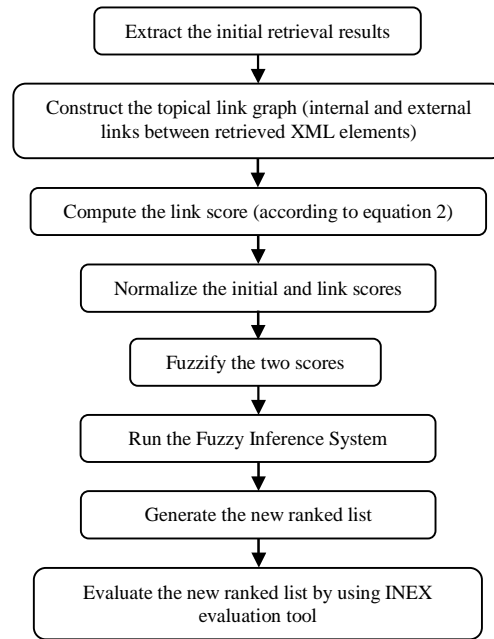 Extract the initial retrieval results
Construct the topical link graph (internal and external
links between retrieved XML elements)
Compute the link score (according to equation 2)
Normalize the initial and link scores
Fuzzify the two scores
Run the Fuzzy Inference System
Generate the new ranked list
Evaluate the new ranked list by using INEX
evaluation tool